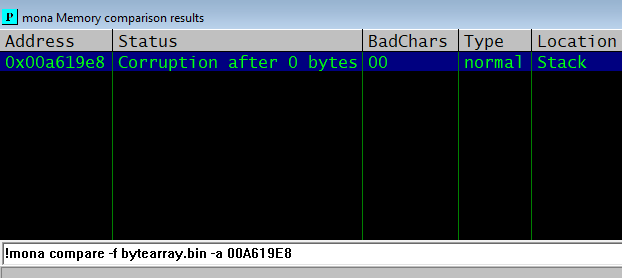 P mona Memory comparison results
Address Status BadChars Type Location
0x00a619e8 Corruption after 0 bytes 00 normal Stack
!mona compare -f bytearray.bin -a 00A619E8